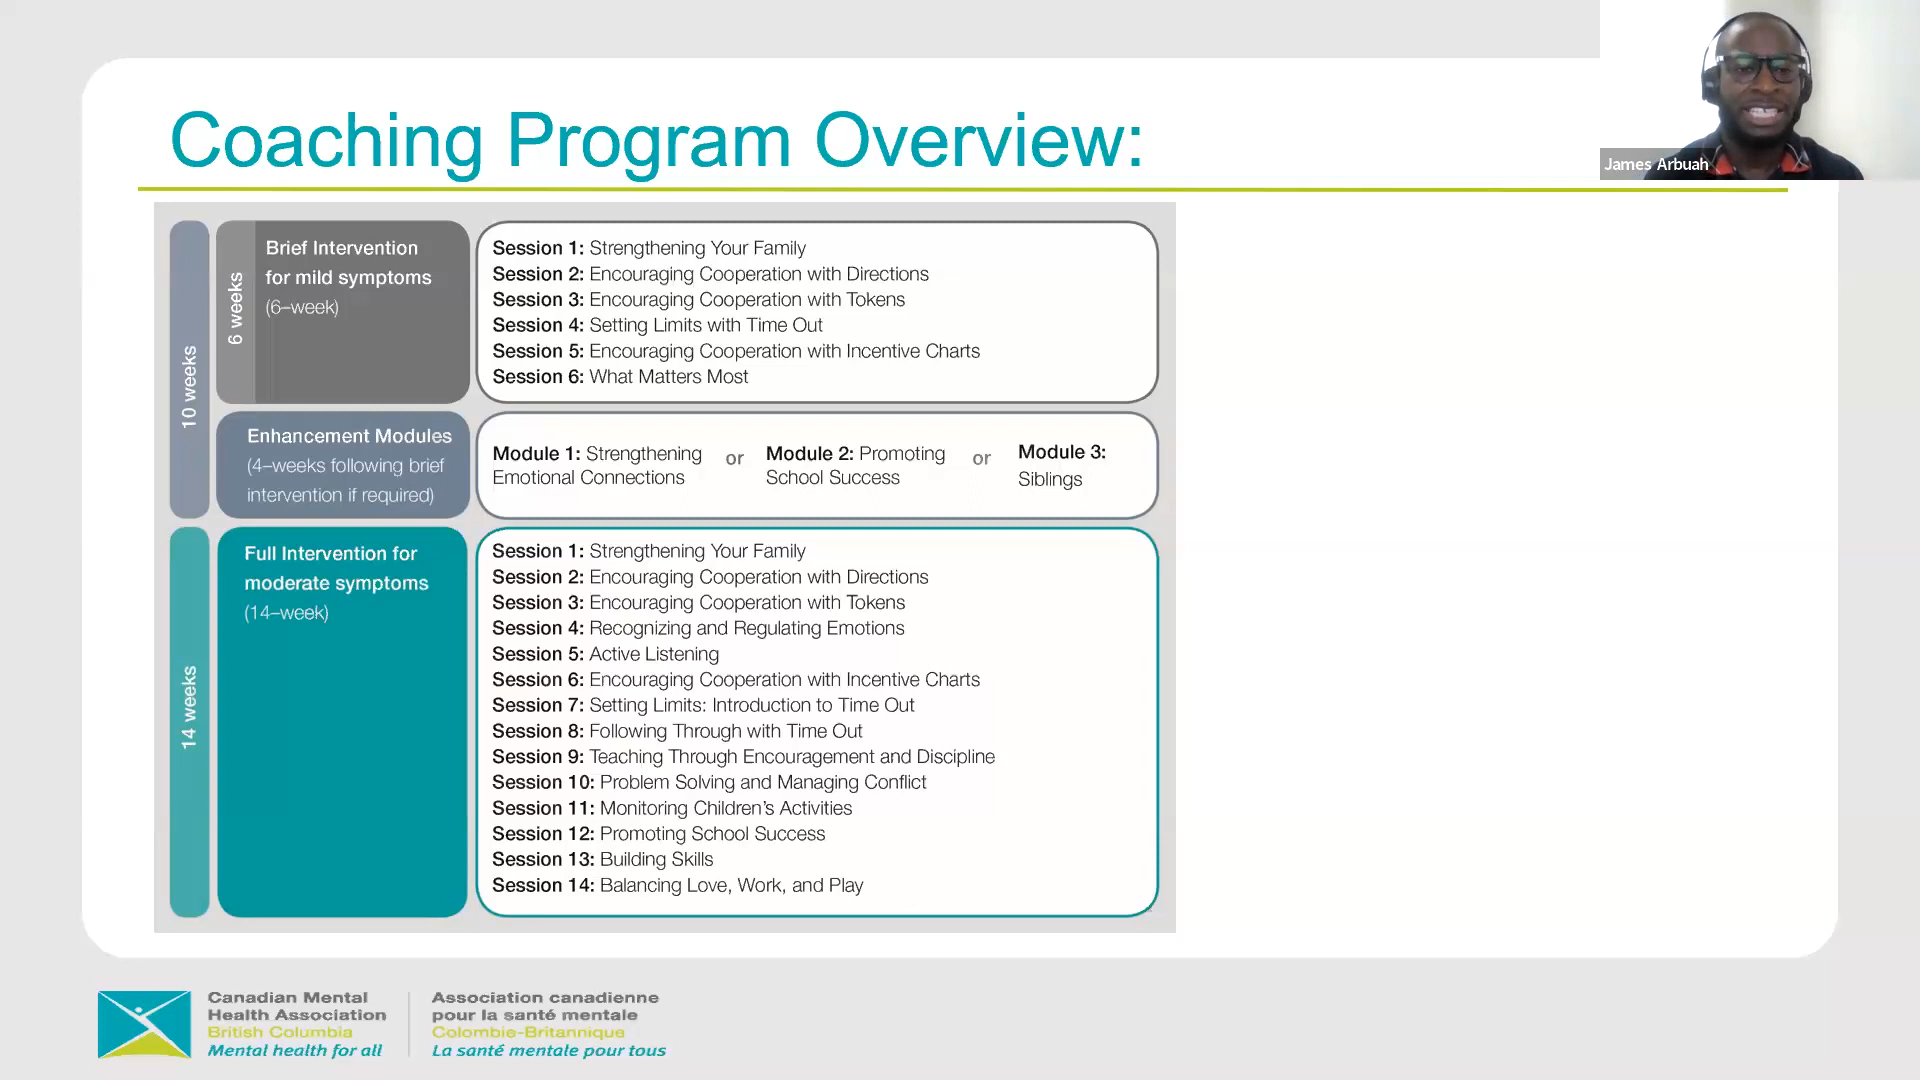 Coaching Program Overview:
James Arbuah
10 weeks
6 weeks
Brief Intervention
for mild symptoms
(6–week)
Session 1: Strengthening Your Family
Session 2: Encouraging Cooperation with Directions
Session 3: Encouraging Cooperation with Tokens
Session 4: Setting Limits with Time Out
Session 5: Encouraging Cooperation with Incentive Charts
Session 6: What Matters Most
Enhancement Modules
(4–weeks following brief
intervention if required)
Module 1: Strengthening
Emotional Connections
or
Module 2: Promoting
School Success
or
Module 3:
Siblings
14 weeks
Full Intervention for
moderate symptoms
(14–week)
Session 1: Strengthening Your Family
Session 2: Encouraging Cooperation with Directions
Session 3: Encouraging Cooperation with Tokens
Session 4: Recognizing and Regulating Emotions
Session 5: Active Listening
Session 6: Encouraging Cooperation with Incentive Charts
Session 7: Setting Limits: Introduction to Time Out
Session 8: Following Through with Time Out
Session 9: Teaching Through Encouragement and Discipline
Session 10: Problem Solving and Managing Conflict
Session 11: Monitoring Children’s Activities
Session 12: Promoting School Success
Session 13: Building Skills
Session 14: Balancing Love, Work, and Play
Canadian Mental
Health Association
British Columbia
Mental health for all
Association canadienne
pour la santé mentale
Colombie-Britannique
La santé mentale pour tous